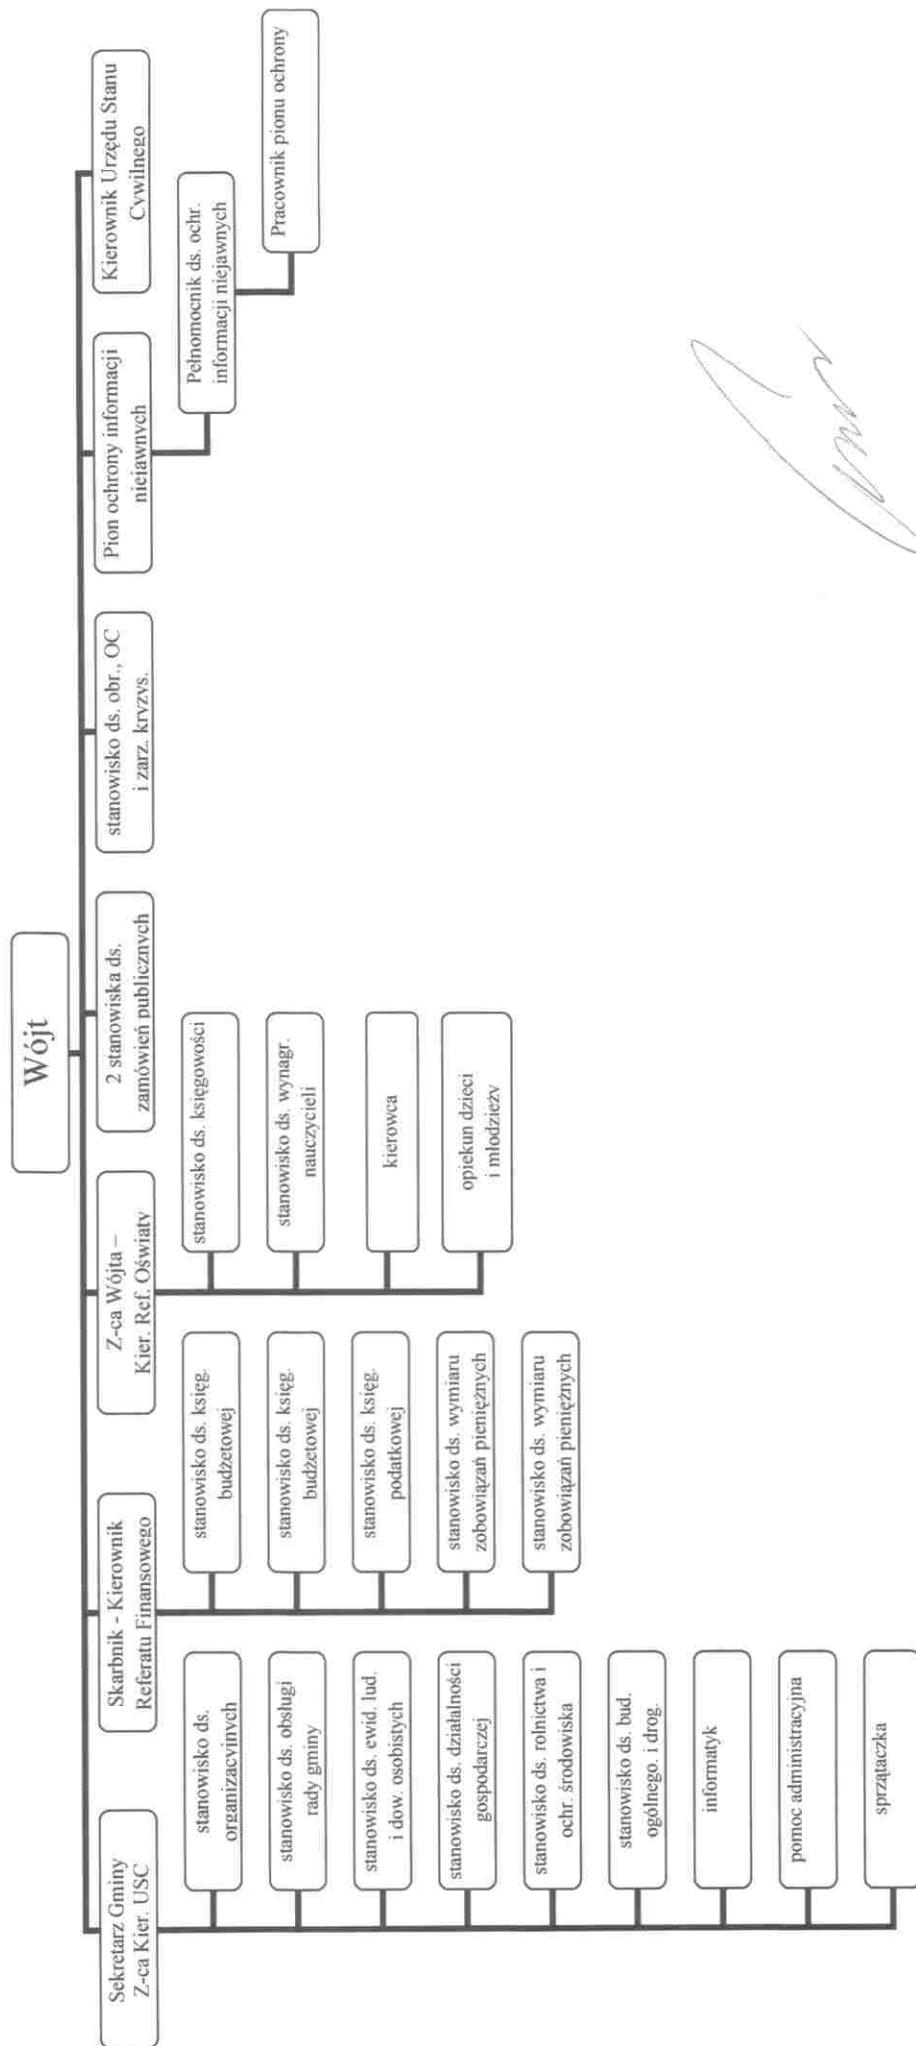 Wójt
Sekretarz Gminy
Z-ca Kier. USC
Skarbnik - Kierownik
Referatu Finansowego
Z-ca Wójta –
Kier. Ref. Oświaty
2 stanowiska ds.
zamówień publicznych
stanowisko ds. obr., OC
i zarz. kryzys.
Pion ochrony informacji
niejawnych
Kierownik Urzędu Stanu
Cywilnego
stanowisko ds.
organizacyjnych
stanowisko ds. obsługi
rady gminy
stanowisko ds. ewid. lud.
i dow. osobistych
stanowisko ds. działalności
gospodarczej
stanowisko ds. rolnictwa i
ochr. środowiska
stanowisko ds. bud.
ogólnego. i drog.
informatyk
pomoc administracyjna
sprzątaczka
stanowisko ds. księg.
budżetowej
stanowisko ds. księg.
budżetowej
stanowisko ds. księg.
podatkowej
stanowisko ds. wymiaru
zobowiązań pieniężnych
stanowisko ds. wymiaru
zobowiązań pieniężnych
stanowisko ds. księgowości
stanowisko ds. wynagr.
nauczycieli
kierowca
opiekun dzieci
i młodzieży
Pełnomocnik ds. ochr.
informacji niejawnych
Pracownik pionu ochrony